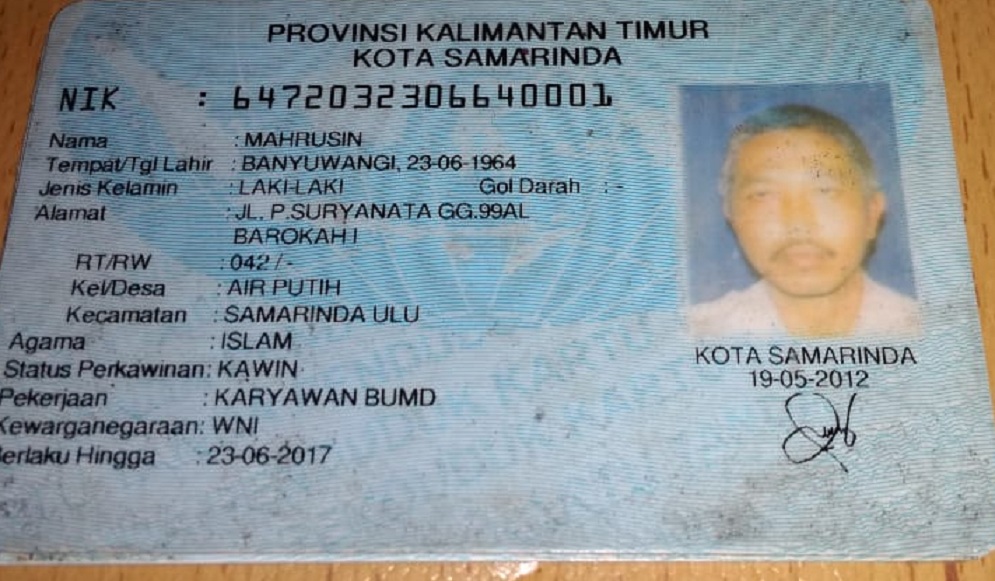 PROVINSI KALIMANTAN TIMUR
KOTA SAMARINDA
NIK : 6472032306640001
Nama : MAHRUSIN
Tempat/Tgl Lahir : BANYUWANGI, 23-06-1964
Jenis Kelamin : LAKI-LAKI Gol Darah : -
Alamat : JL. P.SURYANATA GG.99AL
BAROKAH I
RT/RW : 042 / -
Kel/Desa : AIR PUTIH
Kecamatan : SAMARINDA ULU
Agama : ISLAM
Status Perkawinan: KAWIN
Pekerjaan : KARYAWAN BUMD
Kewarganegaraan: WNI
Berlaku Hingga : 23-06-2017
KOTA SAMARINDA
19-05-2012